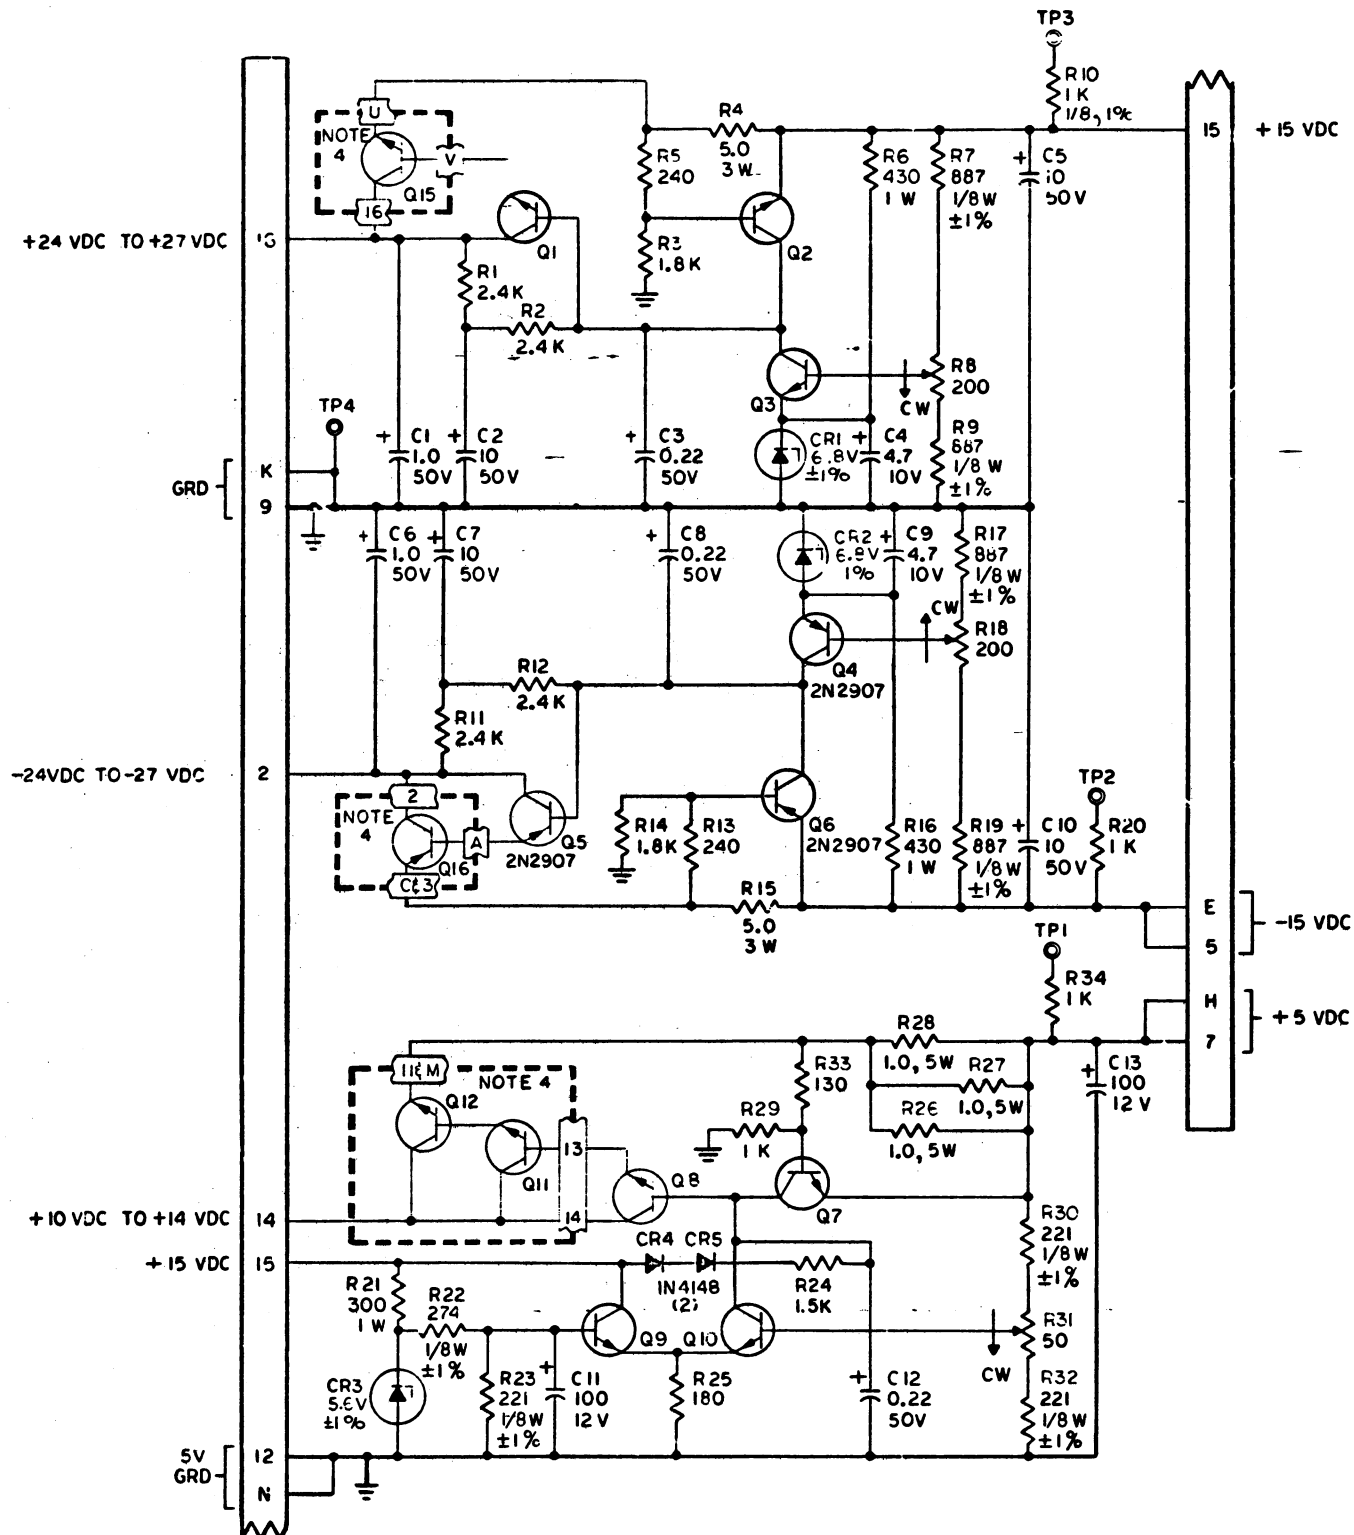 TP3
R10
1K
1/8, 1%
15
+15 VDC
U
NOTE
4
V
Q15
16
R4
5.0
3W
R5
240
R6
430
1W
R7
887
1/8W
±1%
+ C5
10
50V
+24 VDC TO +27 VDC
Q1
R3
1.8K
Q2
R1
2.4K
R2
2.4K
Q3
R8
200
CW
TP4
+ C1
1.0
50V
+ C2
10
50V
+ C3
0.22
50V
CR1
6.8V
±1%
+ C4
4.7
10V
R9
887
1/8W
±1%
GRD
K
9
+ C6
1.0
50V
+ C7
10
50V
+ C8
0.22
50V
CR2
6.8V
1%
+ C9
4.7
10V
R17
887
1/8W
±1%
CW
R18
200
Q4
2N2907
R12
2.4K
R11
2.4K
-24VDC TO -27 VDC
2
2
NOTE
4
A
Q16
C&3
Q5
2N2907
R14
1.8K
R13
240
Q6
2N2907
R16
430
1W
R19
887
1/8W
±1%
+ C10
10
50V
TP2
R20
1K
R15
5.0
3W
E
5
-15 VDC
TP1
R34
1K
H
7
+5 VDC
R28
1.0, 5W
R27
1.0, 5W
R26
1.0, 5W
+ C13
100
12V
11&M
NOTE 4
Q12
Q11
13
14
R33
130
R29
1K
Q8
Q7
+10 VDC TO +14 VDC
14
+15 VDC
15
R21
300
1W
R22
274
1/8W
±1%
CR4 CR5
1N4148
(2)
R24
1.5K
R30
221
1/8W
±1%
Q9
Q10
R31
50
CW
CR3
5.6V
±1%
R23
221
1/8W
±1%
+ C11
100
12V
R25
180
+ C12
0.22
50V
R32
221
1/8W
±1%
5V
GRD
12
N